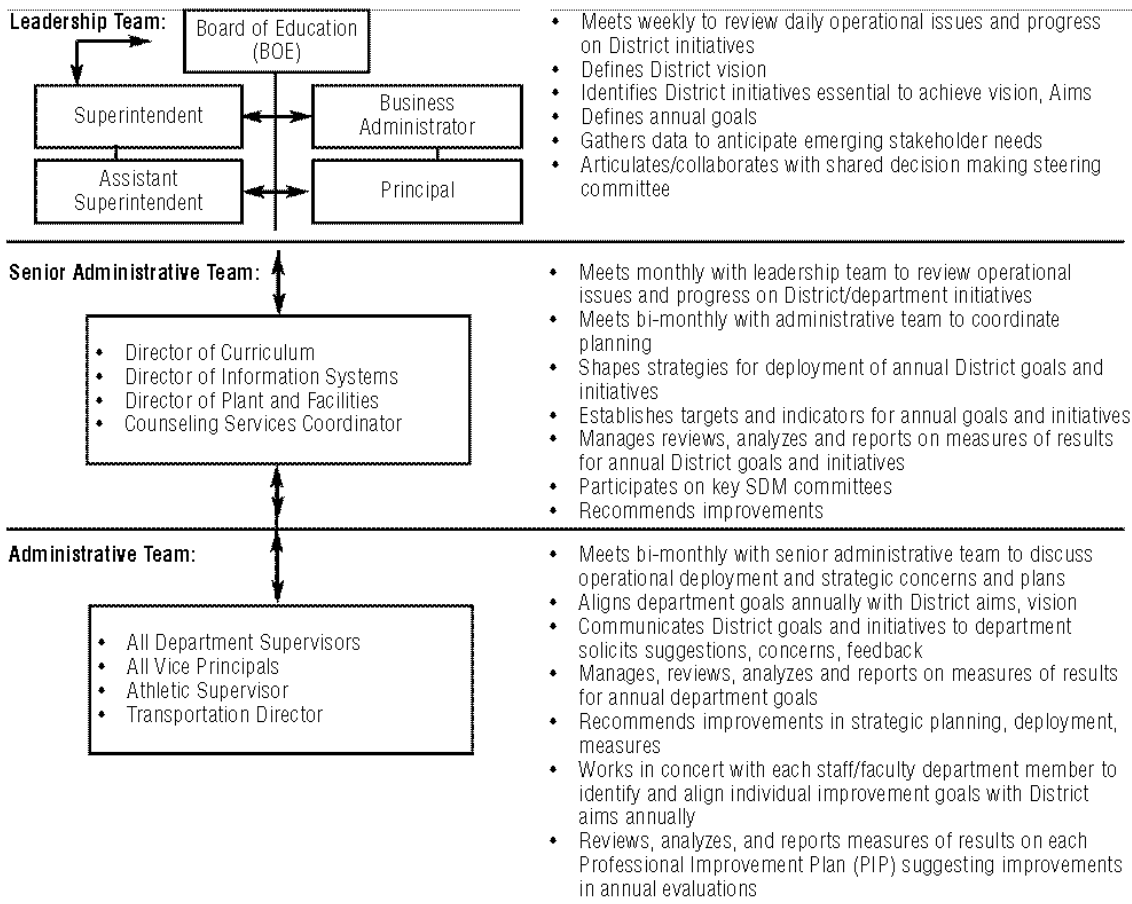 Leadership Team:
Board of Education
(BOE)
Superintendent
Business
Administrator
Assistant
Superintendent
Principal
• Meets weekly to review daily operational issues and progress
on District initiatives
• Defines District vision
• Identifies District initiatives essential to achieve vision, Aims
• Defines annual goals
• Gathers data to anticipate emerging stakeholder needs
• Articulates/collaborates with shared decision making steering
committee
Senior Administrative Team:
• Director of Curriculum
• Director of Information Systems
• Director of Plant and Facilities
• Counseling Services Coordinator
• Meets monthly with leadership team to review operational
issues and progress on District/department initiatives
• Meets bi-monthly with administrative team to coordinate
planning
• Shapes strategies for deployment of annual District goals and
initiatives
• Establishes targets and indicators for annual goals and initiatives
• Manages reviews, analyzes and reports on measures of results
for annual District goals and initiatives
• Participates on key SDM committees
• Recommends improvements
Administrative Team:
• All Department Supervisors
• All Vice Principals
• Athletic Supervisor
• Transportation Director
• Meets bi-monthly with senior administrative team to discuss
operational deployment and strategic concerns and plans
• Aligns department goals annually with District aims, vision
• Communicates District goals and initiatives to department
solicits suggestions, concerns, feedback
• Manages, reviews, analyzes and reports on measures of results
for annual department goals
• Recommends improvements in strategic planning, deployment,
measures
• Works in concert with each staff/faculty department member to
identify and align individual improvement goals with District
aims annually
• Reviews, analyzes, and reports measures of results on each
Professional Improvement Plan (PIP) suggesting improvements
in annual evaluations